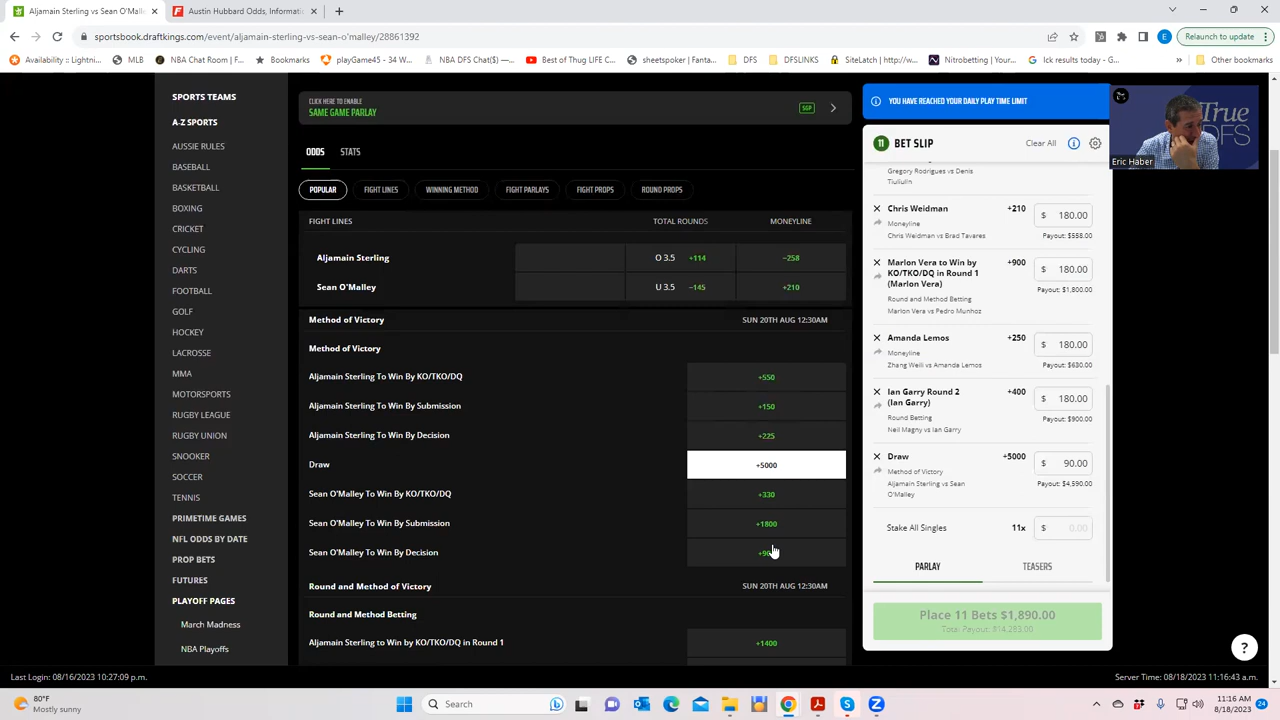 Aljamain Sterling vs Sean O'Malle
Austin Hubbard Odds, Informati
sportsbook.draftkings.com/event/aljamain-sterling-vs-sean-o'malley/28861392
Relaunch to update
Availability :: Lightnin...
MLB
NBA Chat Room | Fa...
Bookmarks
playGame45 - 34 W...
NBA DFS Chat($) —...
Best of Thug LIFE C...
sheetspoker | Fanta...
DFS
DFSLINKS
SiteLatch (@SiteLat...
Nitrobetting | Your...
Ick results today - G...
Other bookmarks
SPORTS TEAMS
A-Z SPORTS
AUSSIE RULES
BASEBALL
BASKETBALL
BOXING
CRICKET
CYCLING
DARTS
FOOTBALL
GOLF
HOCKEY
LACROSSE
MMA
MOTORSPORTS
RUGBY LEAGUE
RUGBY UNION
SNOOKER
SOCCER
TENNIS
PRIMETIME GAMES
NFL ODDS BY DATE
PROP BETS
FUTURES
PLAYOFF PAGES
March Madness
NBA Playoffs
CLICK HERE TO ENABLE
SAME GAME PARLAY
SGP
ODDS STATS
POPULAR FIGHT LINES WINNING METHOD FIGHT PARLAYS FIGHT PROPS ROUND PROPS
FIGHT LINES TOTAL ROUNDS MONEYLINE
Aljamain Sterling O 3.5 +114 −258
Sean O'Malley U 3.5 −145 +210
Method of Victory SUN 20TH AUG 12:30AM
Method of Victory
Aljamain Sterling To Win By KO/TKO/DQ +550
Aljamain Sterling To Win By Submission +150
Aljamain Sterling To Win By Decision +225
Draw +5000
Sean O'Malley To Win By KO/TKO/DQ +330
Sean O'Malley To Win By Submission +1800
Sean O'Malley To Win By Decision
Round and Method of Victory SUN 20TH AUG 12:30AM
Round and Method Betting
Aljamain Sterling to Win by KO/TKO/DQ in Round 1 +1400
YOU HAVE REACHED YOUR DAILY PLAY TIME LIMIT
11 BET SLIP Clear All
Gregory Rodrigues vs Denis
Tiuliulin
Chris Weidman +210 $ 180.00
Moneyline
Chris Weidman vs Brad Tavares Payout: $558.00
Marlon Vera to Win by +900 $ 180.00
KO/TKO/DQ in Round 1
(Marlon Vera) Payout: $1,800.00
Round and Method Betting
Marlon Vera vs Pedro Munhoz
Amanda Lemos +250 $ 180.00
Moneyline
Zhang Weili vs Amanda Lemos Payout: $630.00
Ian Garry Round 2 +400 $ 180.00
(Ian Garry)
Round Betting Payout: $900.00
Neil Magny vs Ian Garry
Draw +5000 $ 90.00
Method of Victory
Aljamain Sterling vs Sean Payout: $4,590.00
O'Malley
Stake All Singles 11x $ 0.00
PARLAY TEASERS
Place 11 Bets $1,890.00
Total Payout: $14,283.00
True
DFS
Eric Haber
Last Login: 08/16/2023 10:27:09 p.m.
Server Time: 08/18/2023 11:16:43 a.m.
80°F
Mostly sunny
Search
11:16 AM
8/18/2023
24